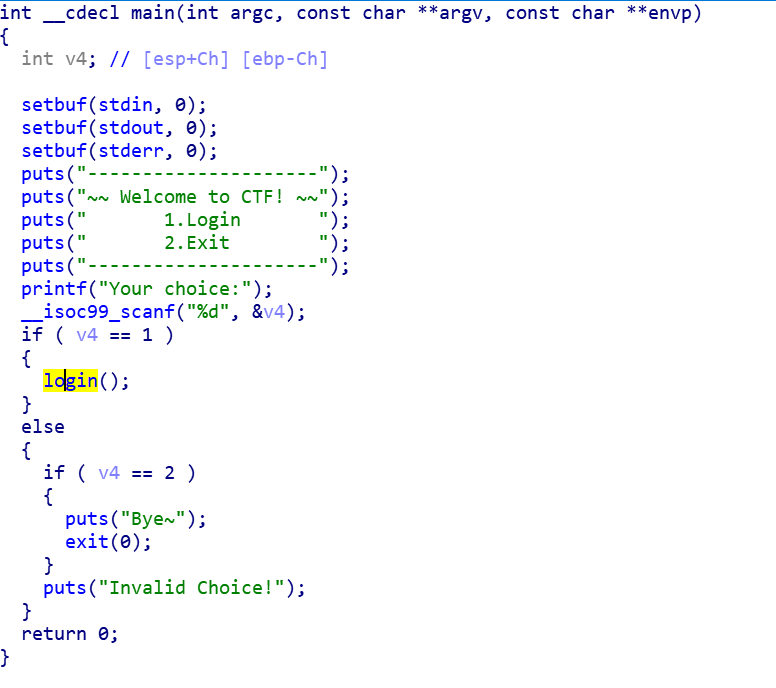 int __cdecl main(int argc, const char **argv, const char **envp)
{
  int v4; // [esp+Ch] [ebp-Ch]

  setbuf(stdin, 0);
  setbuf(stdout, 0);
  setbuf(stderr, 0);
  puts("---------------------");
  puts("~~ Welcome to CTF! ~~");
  puts("       1.Login       ");
  puts("       2.Exit        ");
  puts("---------------------");
  printf("Your choice:");
  __isoc99_scanf("%d", &v4);
  if ( v4 == 1 )
  {
    login();
  }
  else
  {
    if ( v4 == 2 )
    {
      puts("Bye~");
      exit(0);
    }
    puts("Invalid Choice!");
  }
  return 0;
}